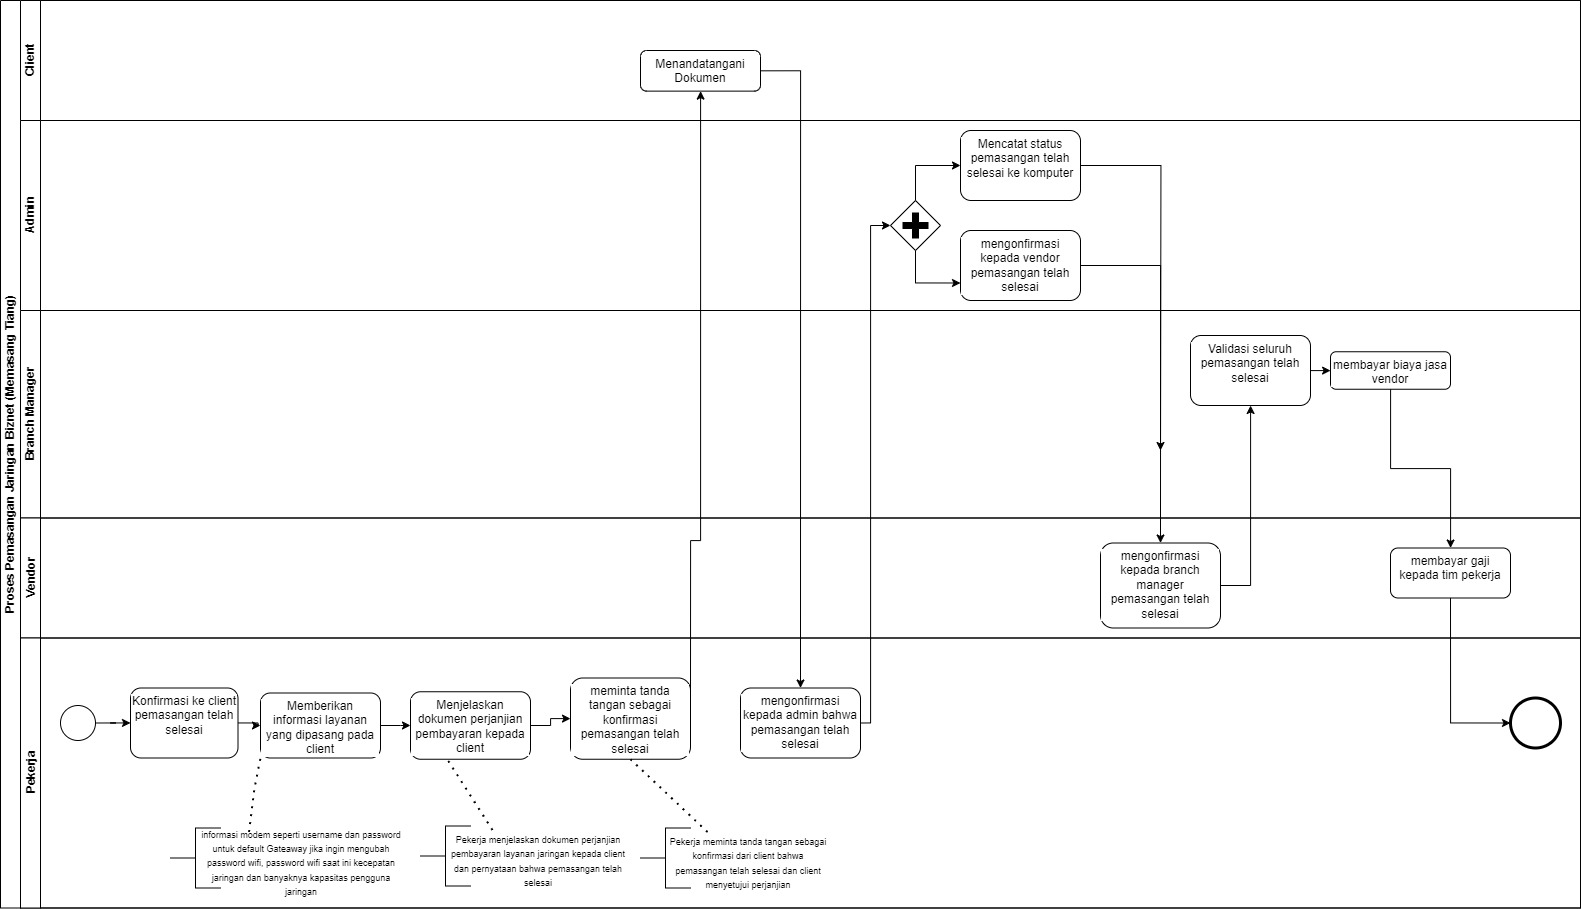 Proses Pemasangan Jaringan Biznet (Memasang Tiang)
Client
Menandatangani
Dokumen
Admin
Mencatat status
pemasangan telah
selesai ke komputer
mengonfirmasi
kepada vendor
pemasangan telah
selesai
Branch Manager
Validasi seluruh
pemasangan telah
selesai
membayar biaya jasa
vendor
Vendor
mengonfirmasi
kepada branch
manager
pemasangan telah
selesai
membayar gaji
kepada tim pekerja
Pekerja
Konfirmasi ke client
pemasangan telah
selesai
Memberikan
informasi layanan
yang dipasang pada
client
Menjelaskan
dokumen perjanjian
pembayaran kepada
client
meminta tanda
tangan sebagai
konfirmasi
pemasangan telah
selesai
mengonfirmasi
kepada admin bahwa
pemasangan telah
selesai
informasi modem seperti username dan password
untuk default Gateaway jika ingin mengubah
password wifi, password wifi saat ini kecepatan
jaringan dan banyaknya kapasitas pengguna
jaringan
Pekerja menjelaskan dokumen perjanjian
pembayaran layanan jaringan kepada client
dan pernyataan bahwa pemasangan telah
selesai
Pekerja meminta tanda tangan sebagai
konfirmasi dari client bahwa
pemasangan telah selesai dan client
menyetujui perjanjian